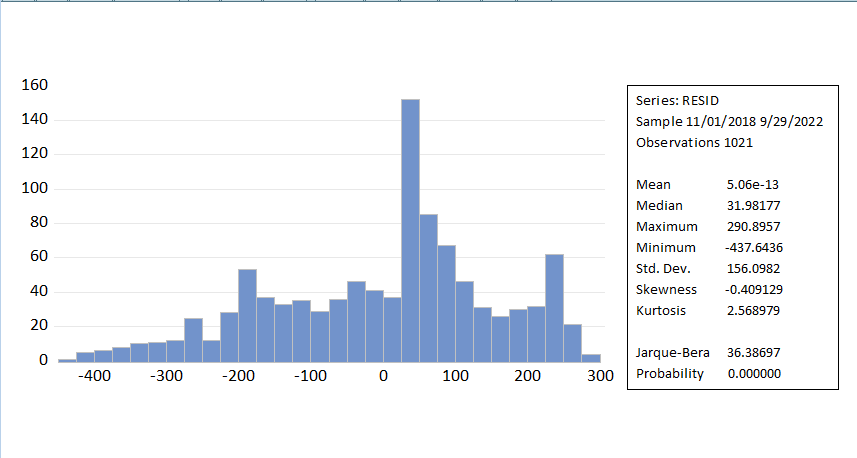 160
140
120
100
80
60
40
20
0
-400 -300 -200 -100 0 100 200 300
Series: RESID
Sample 11/01/2018 9/29/2022
Observations 1021
Mean 5.06e-13
Median 31.98177
Maximum 290.8957
Minimum -437.6436
Std. Dev. 156.0982
Skewness -0.409129
Kurtosis 2.568979
Jarque-Bera 36.38697
Probability 0.000000